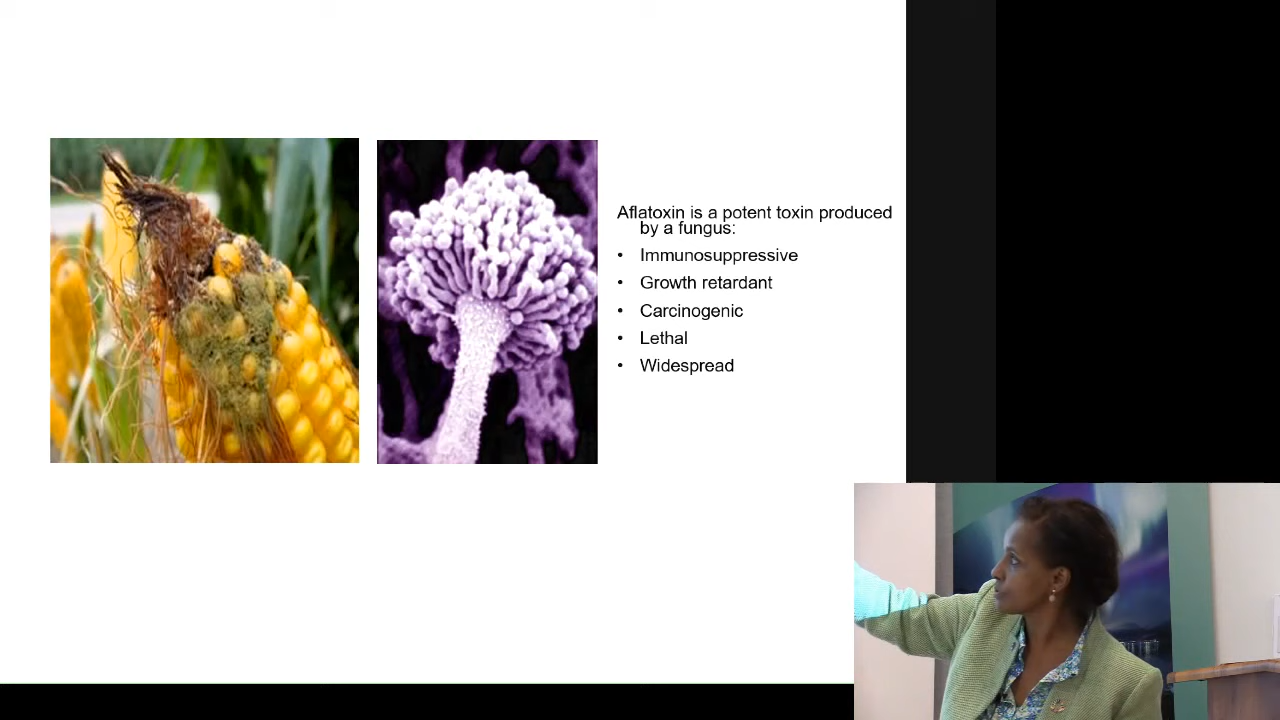 Aflatoxin is a potent toxin produced
by a fungus:
• Immunosuppressive
• Growth retardant
• Carcinogenic
• Lethal
• Widespread